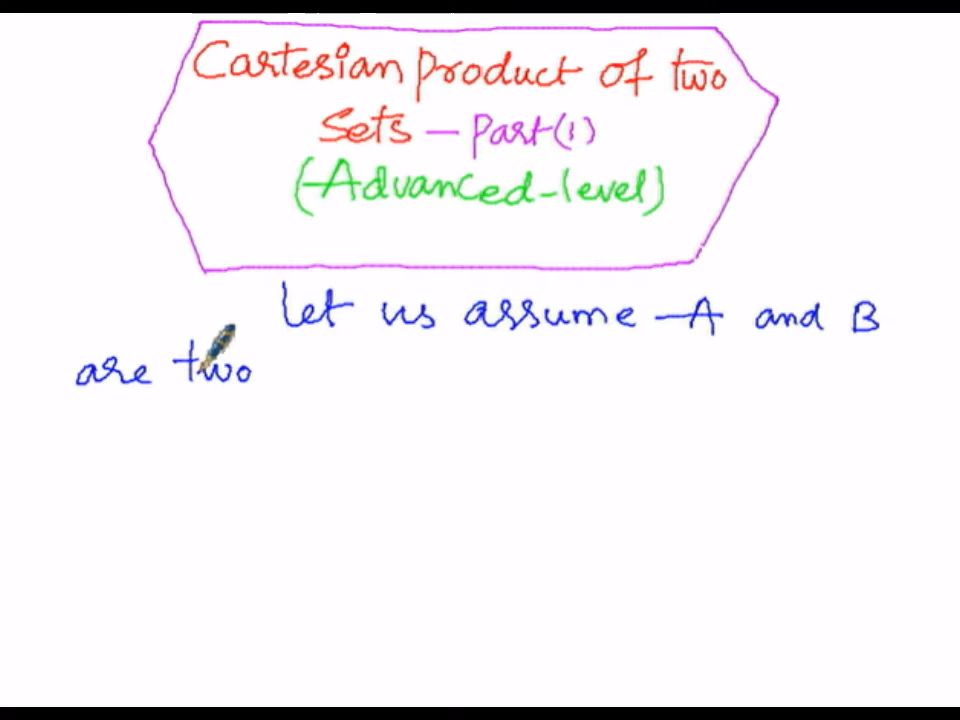 Cartesian product of two
Sets - Part(1)
(Advanced-level)
Let us assume A and B
are two